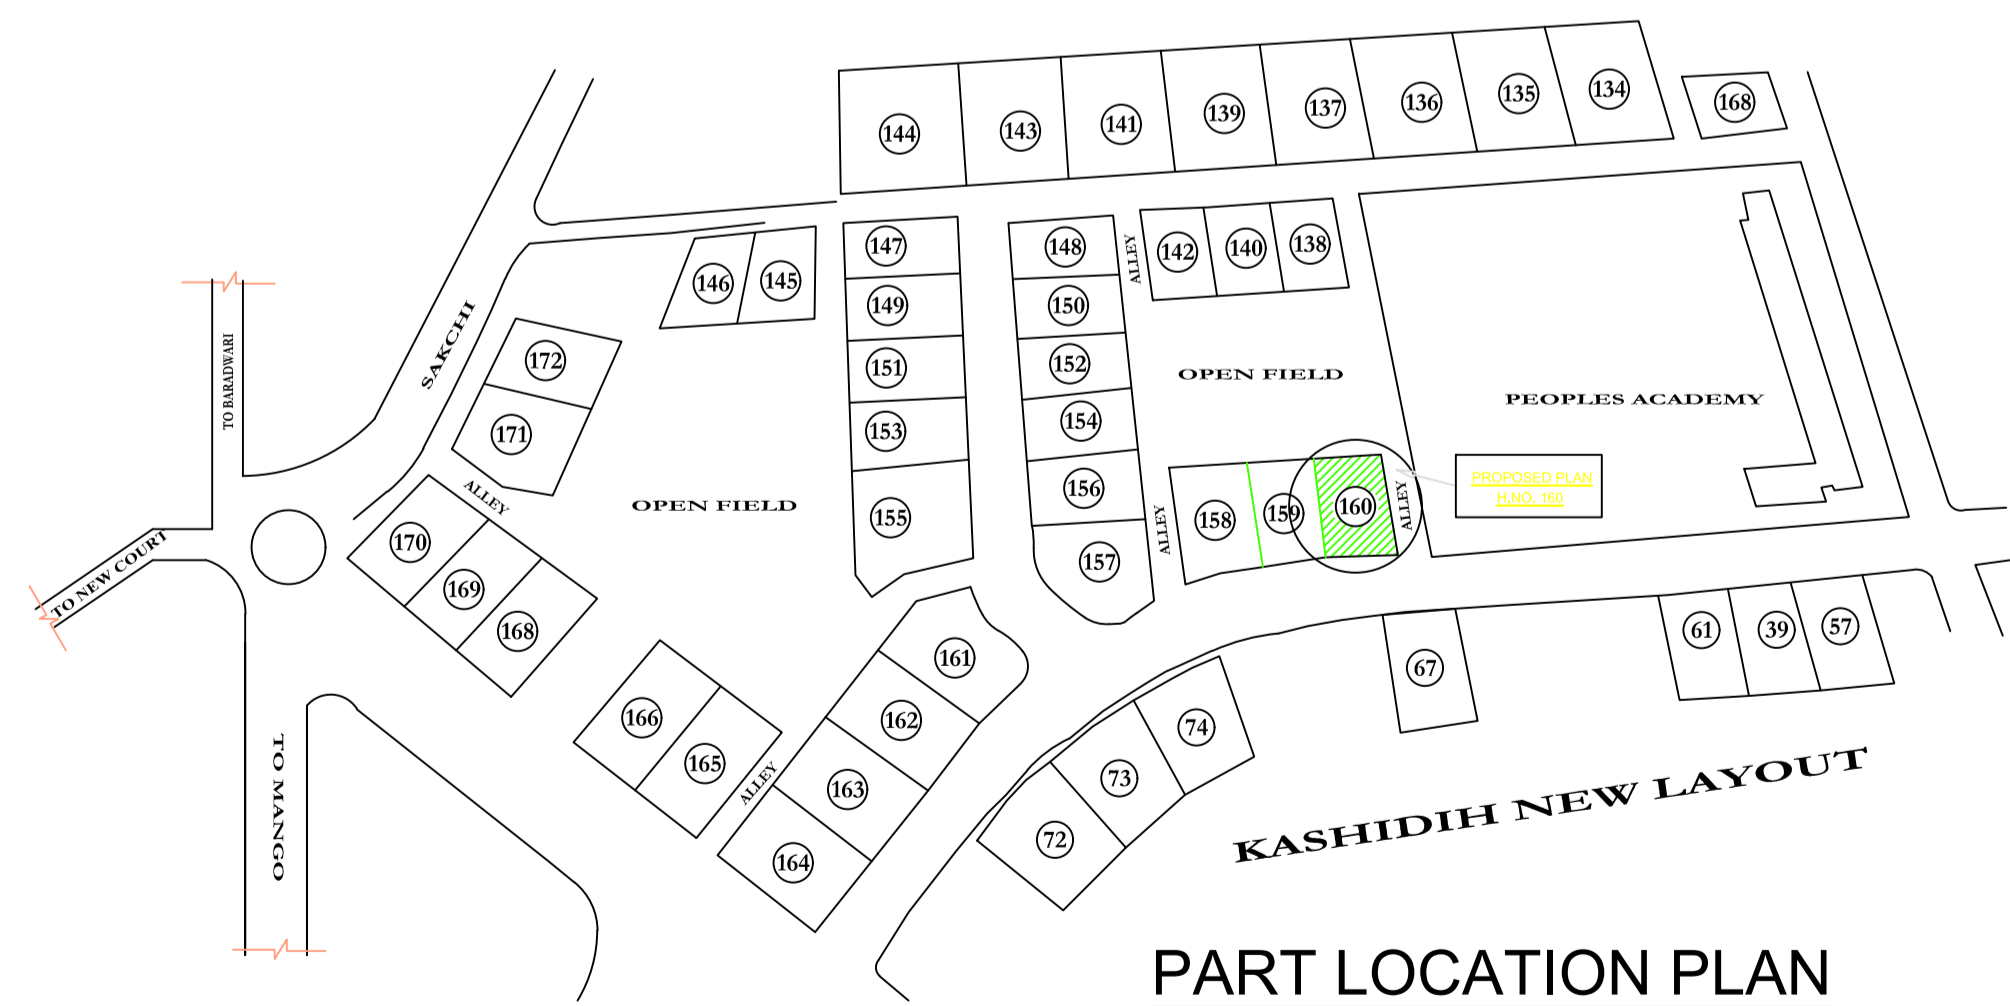 144
143
141
139
137
136
135
134
168
147
148
ALLEY
142
140
138
146
145
149
150
SAKCHI
172
151
152
OPEN FIELD
TO BARADWARI
PEOPLES ACADEMY
171
153
154
ALLEY
OPEN FIELD
155
156
ALLEY
158
159
160
ALLEY
PROPOSED PLAN
H.NO. 160
170
169
168
157
TO NEW COURT
161
61
39
57
166
165
162
67
ALLEY
163
164
74
73
72
TO MANGO
KASHIDIH NEW LAYOUT
PART LOCATION PLAN